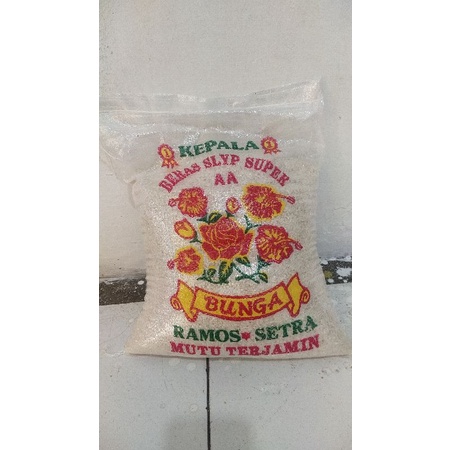 KEPALA
BERAS SLYP SUPER
AA
BUNGA
RAMOS SETRA
MUTU TERJAMIN